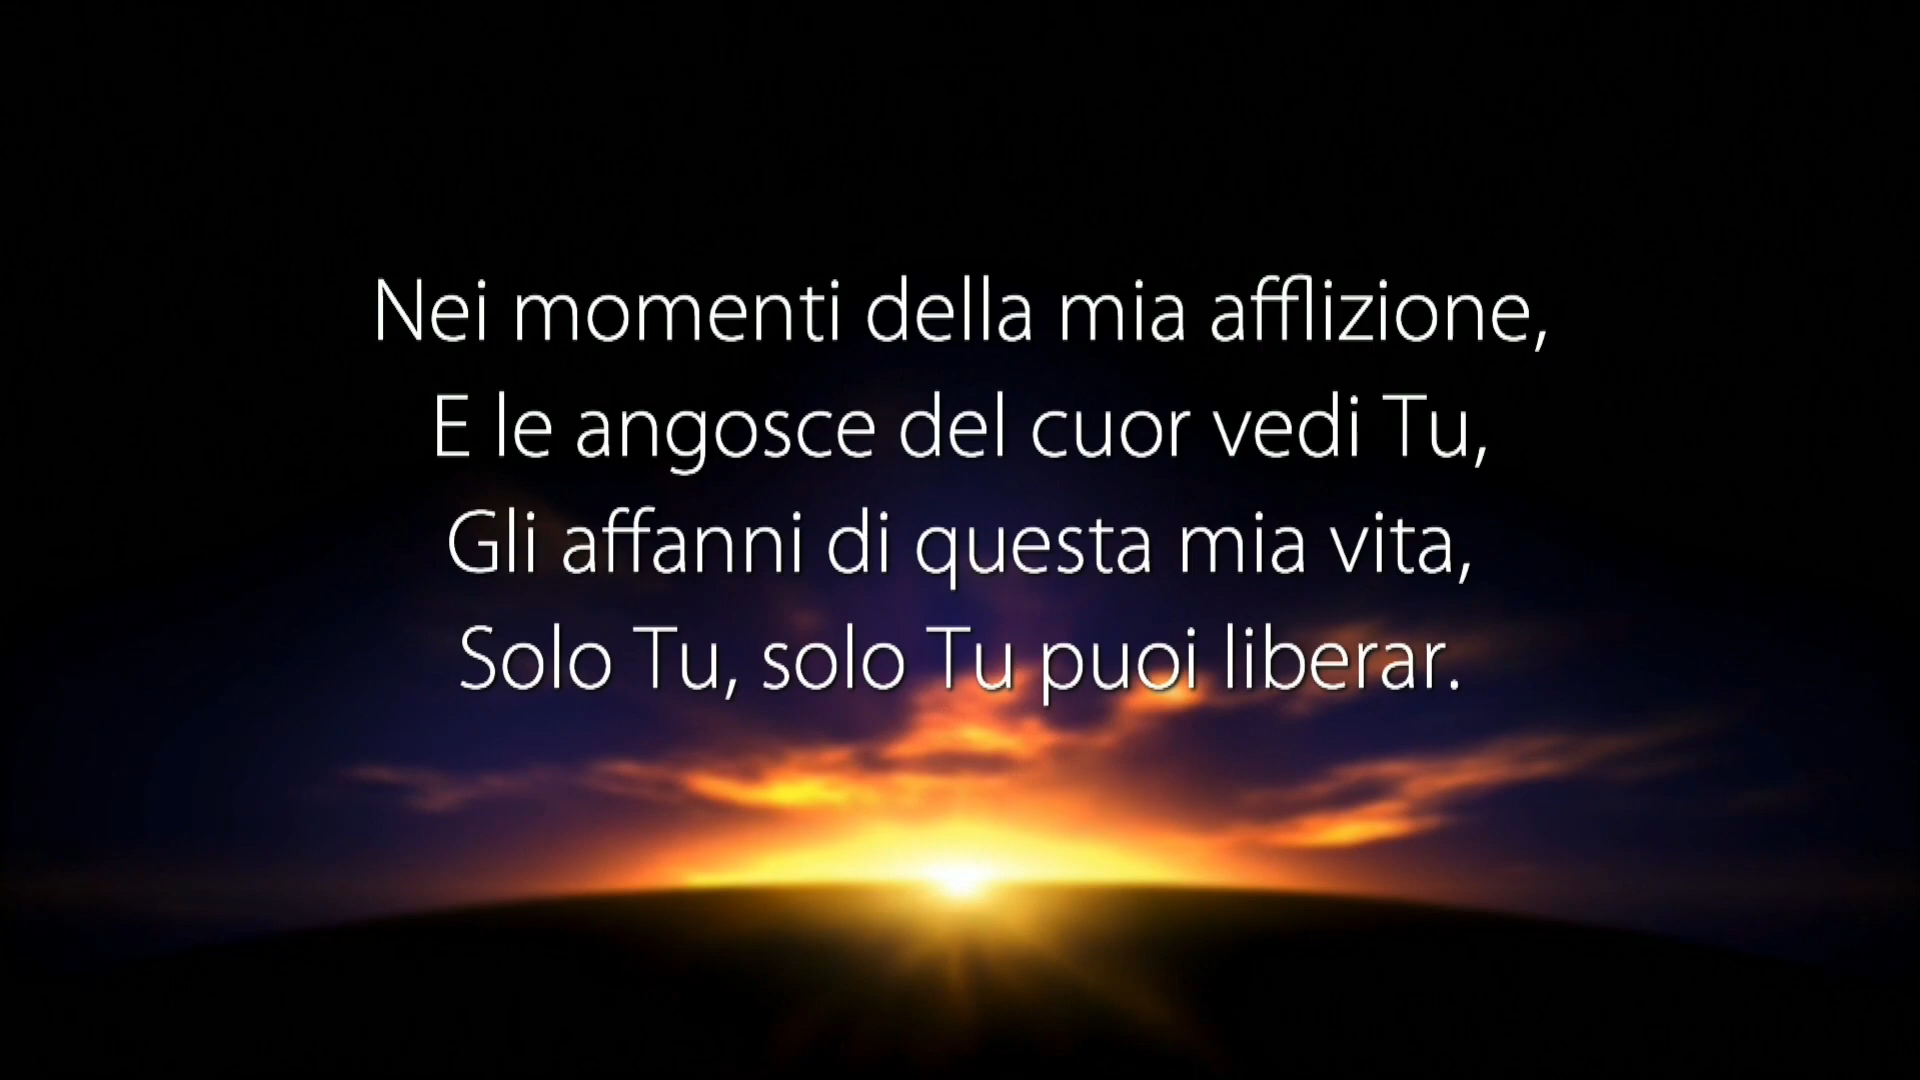 Nei momenti della mia afflizione,
E le angosce del cuor vedi Tu,
Gli affanni di questa mia vita,
Solo Tu, solo Tu puoi liberar.